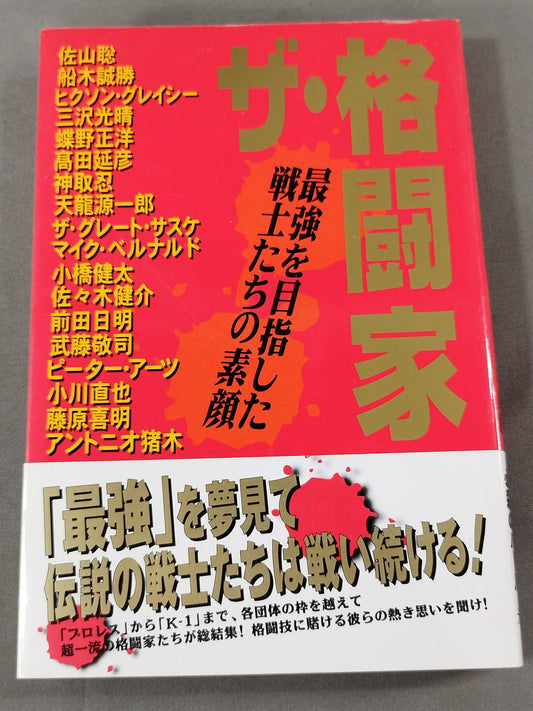 ザ・格闘家
最強を目指した
戦士たちの素顔
佐山聡
船木誠勝
ヒクソン・グレイシー
三沢光晴
蝶野正洋
髙田延彦
神取忍
天龍源一郎
ザ・グレート・サスケ
マイク・ベルナルド
小橋健太
佐々木健介
前田日明
武藤敬司
ピーター・アーツ
小川直也
藤原喜明
アントニオ猪木
「最強」を夢見て
伝説の戦士たちは戦い続ける!
「プロレス」から「K-1」まで、各団体の枠を越えて
超一流の格闘家たちが総結集!格闘技に賭ける彼らの熱き思いを聞け!